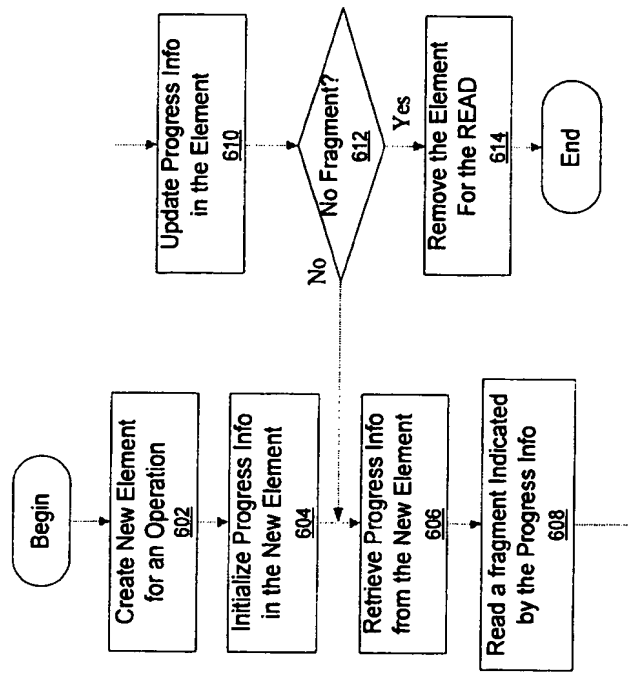 Begin
Create New Element
for an Operation
602
Initialize Progress Info
in the New Element
604
Retrieve Progress Info
from the New Element
606
Read a fragment Indicated
by the Progress Info
608
Update Progress Info
in the Element
610
No Fragment?
612
No
Yes
Remove the Element
For the READ
614
End